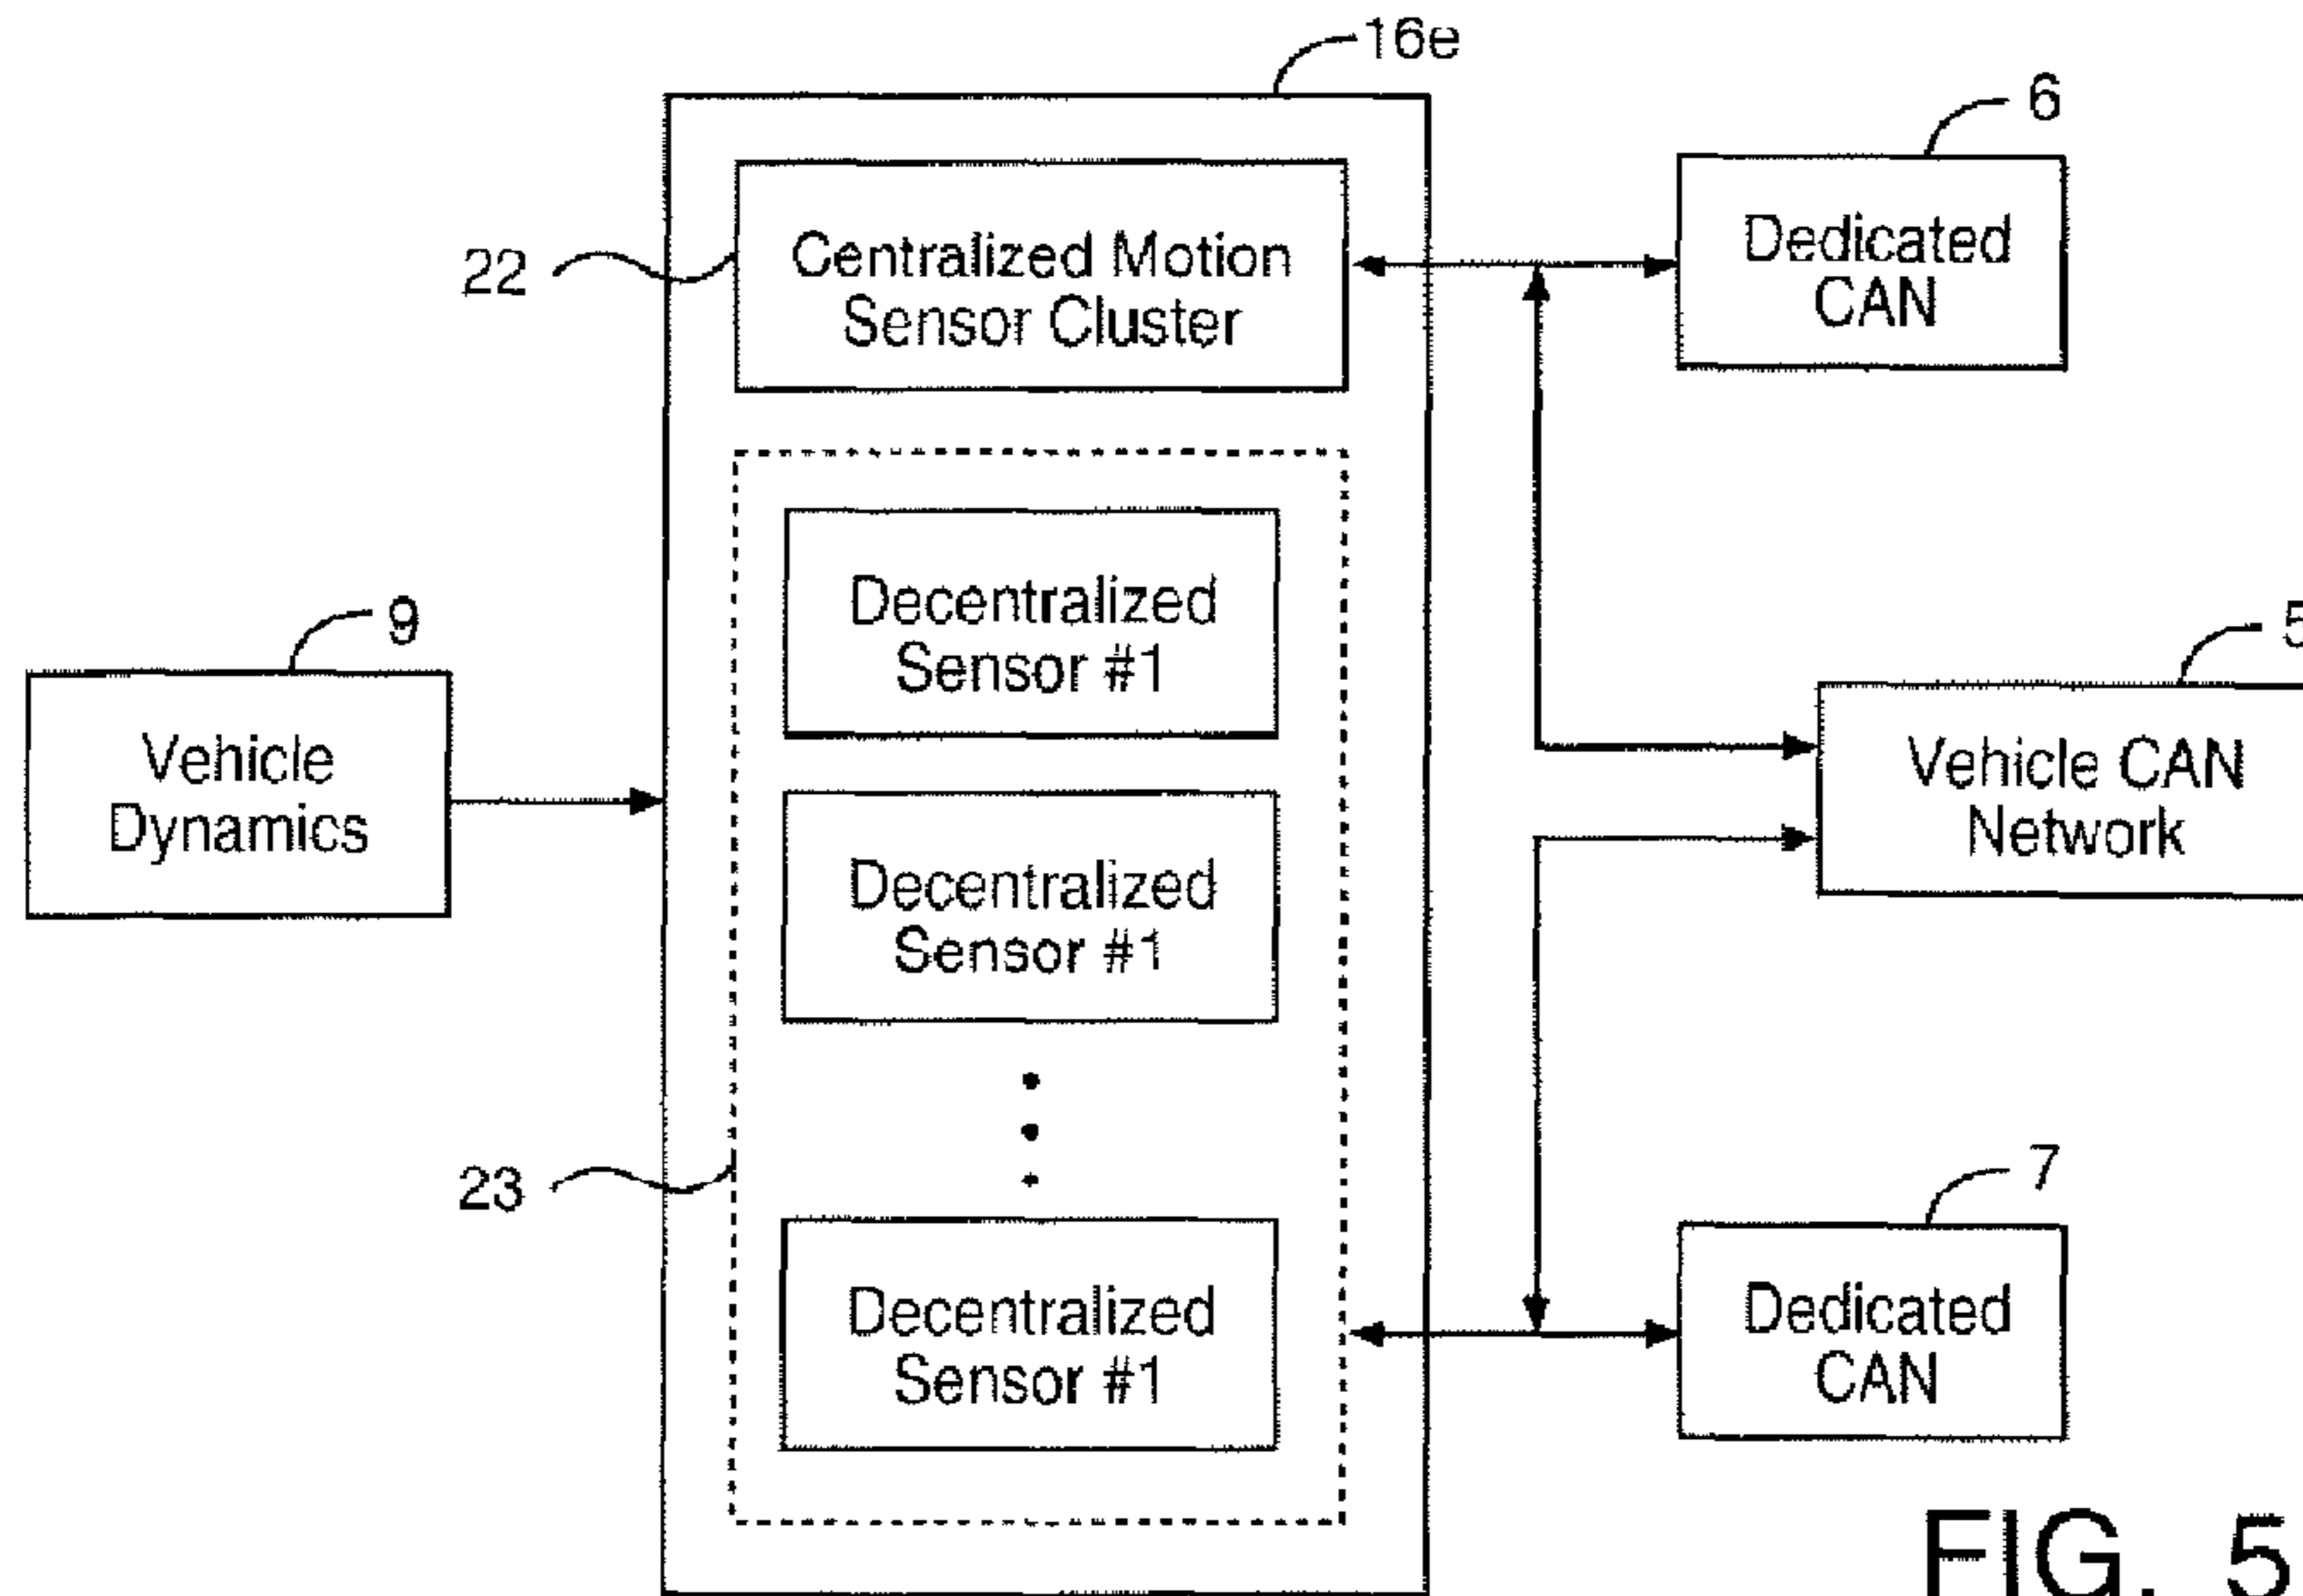 16e
6
Dedicated
CAN
22
Centralized Motion
Sensor Cluster
9
Vehicle
Dynamics
Decentralized
Sensor #1
5
Vehicle CAN
Network
Decentralized
Sensor #1
23
7
Decentralized
Sensor #1
Dedicated
CAN
FIG. 5